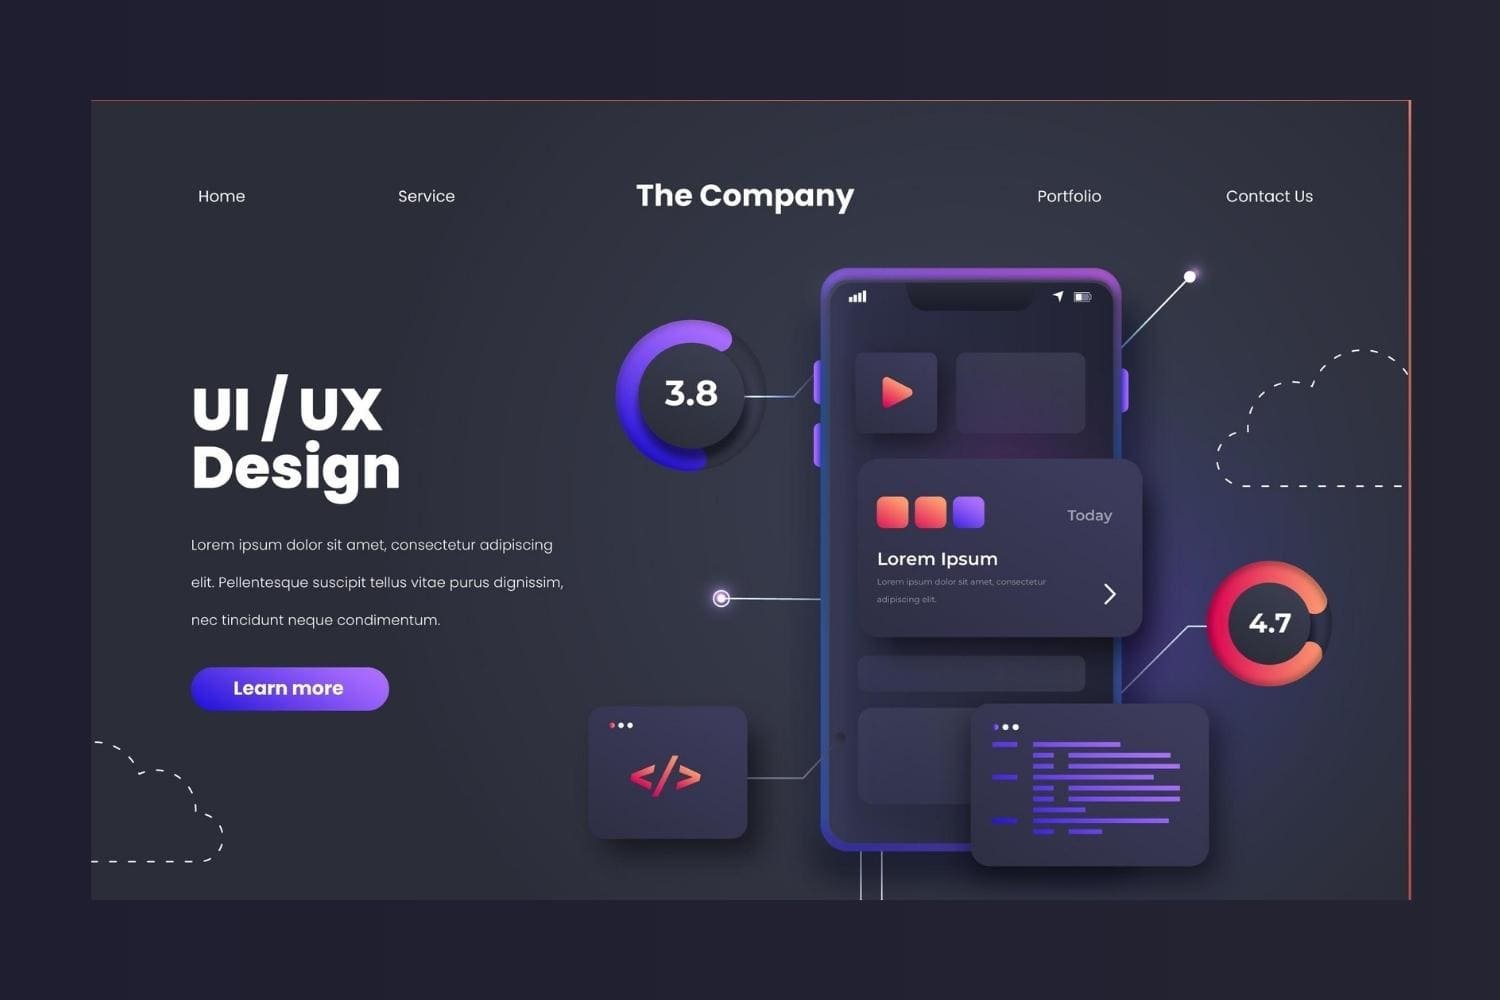 Home
Service
The Company
Portfolio
Contact Us
UI / UX
Design
Lorem ipsum dolor sit amet, consectetur adipiscing
elit. Pellentesque suscipit tellus vitae purus dignissim,
nec tincidunt neque condimentum.
Learn more
3.8
Today
Lorem Ipsum
Lorem ipsum dolor sit amet, consectetur
adipiscing elit.
4.7
</>